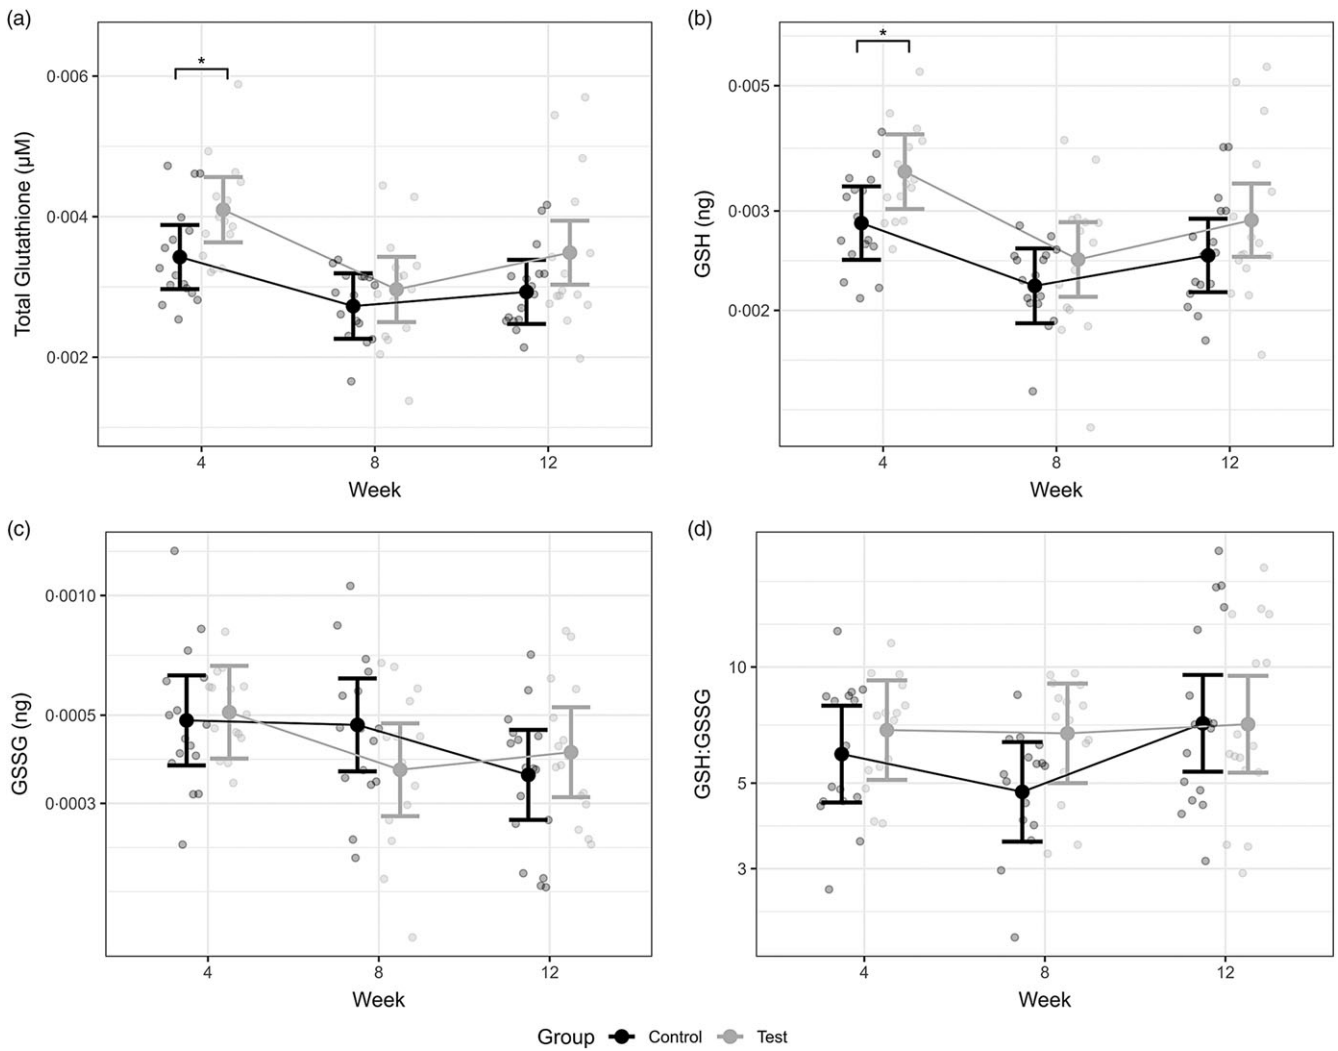 (a)
*
0·006
0·004
0·002
Total Glutathione (µM)
4 8 12
Week
(b)
*
0·005
0·003
0·002
GSH (ng)
4 8 12
Week
(c)
0·0010
0·0005
0·0003
GSSG (ng)
4 8 12
Week
(d)
10
5
3
GSH:GSSG
4 8 12
Week
Group Control Test